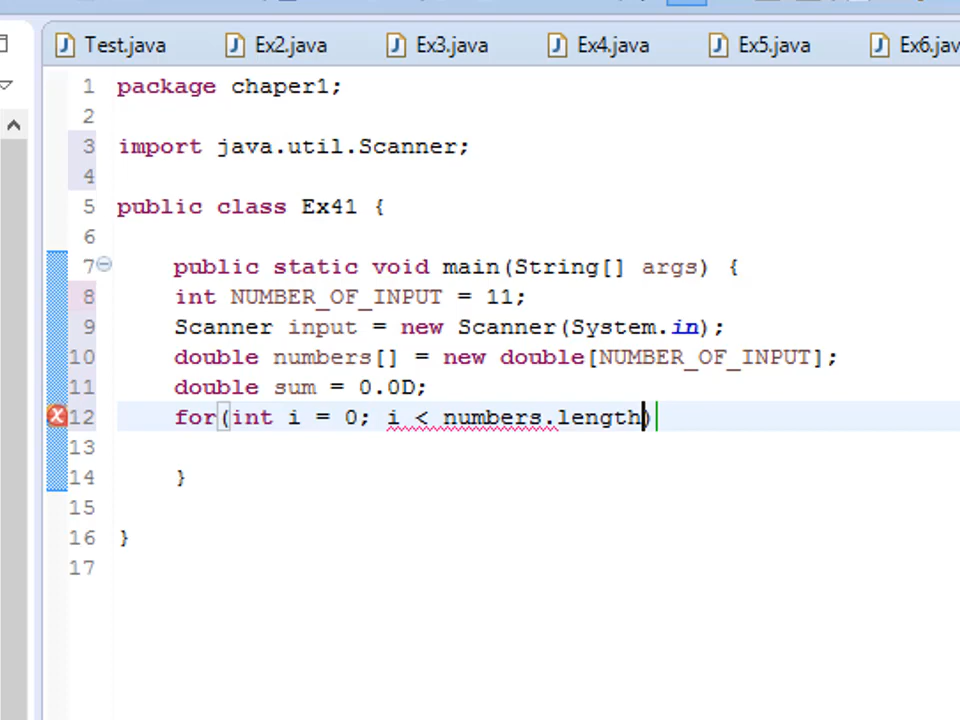 Test.java Ex2.java Ex3.java Ex4.java Ex5.java Ex6.jav
1 package chaper1;
2
3 import java.util.Scanner;
4
5 public class Ex41 {
6
7 public static void main(String[] args) {
8 int NUMBER_OF_INPUT = 11;
9 Scanner input = new Scanner(System.in);
10 double numbers[] = new double[NUMBER_OF_INPUT];
11 double sum = 0.0D;
12 for(int i = 0; i < numbers.length)
13
14 }
15
16 }
17